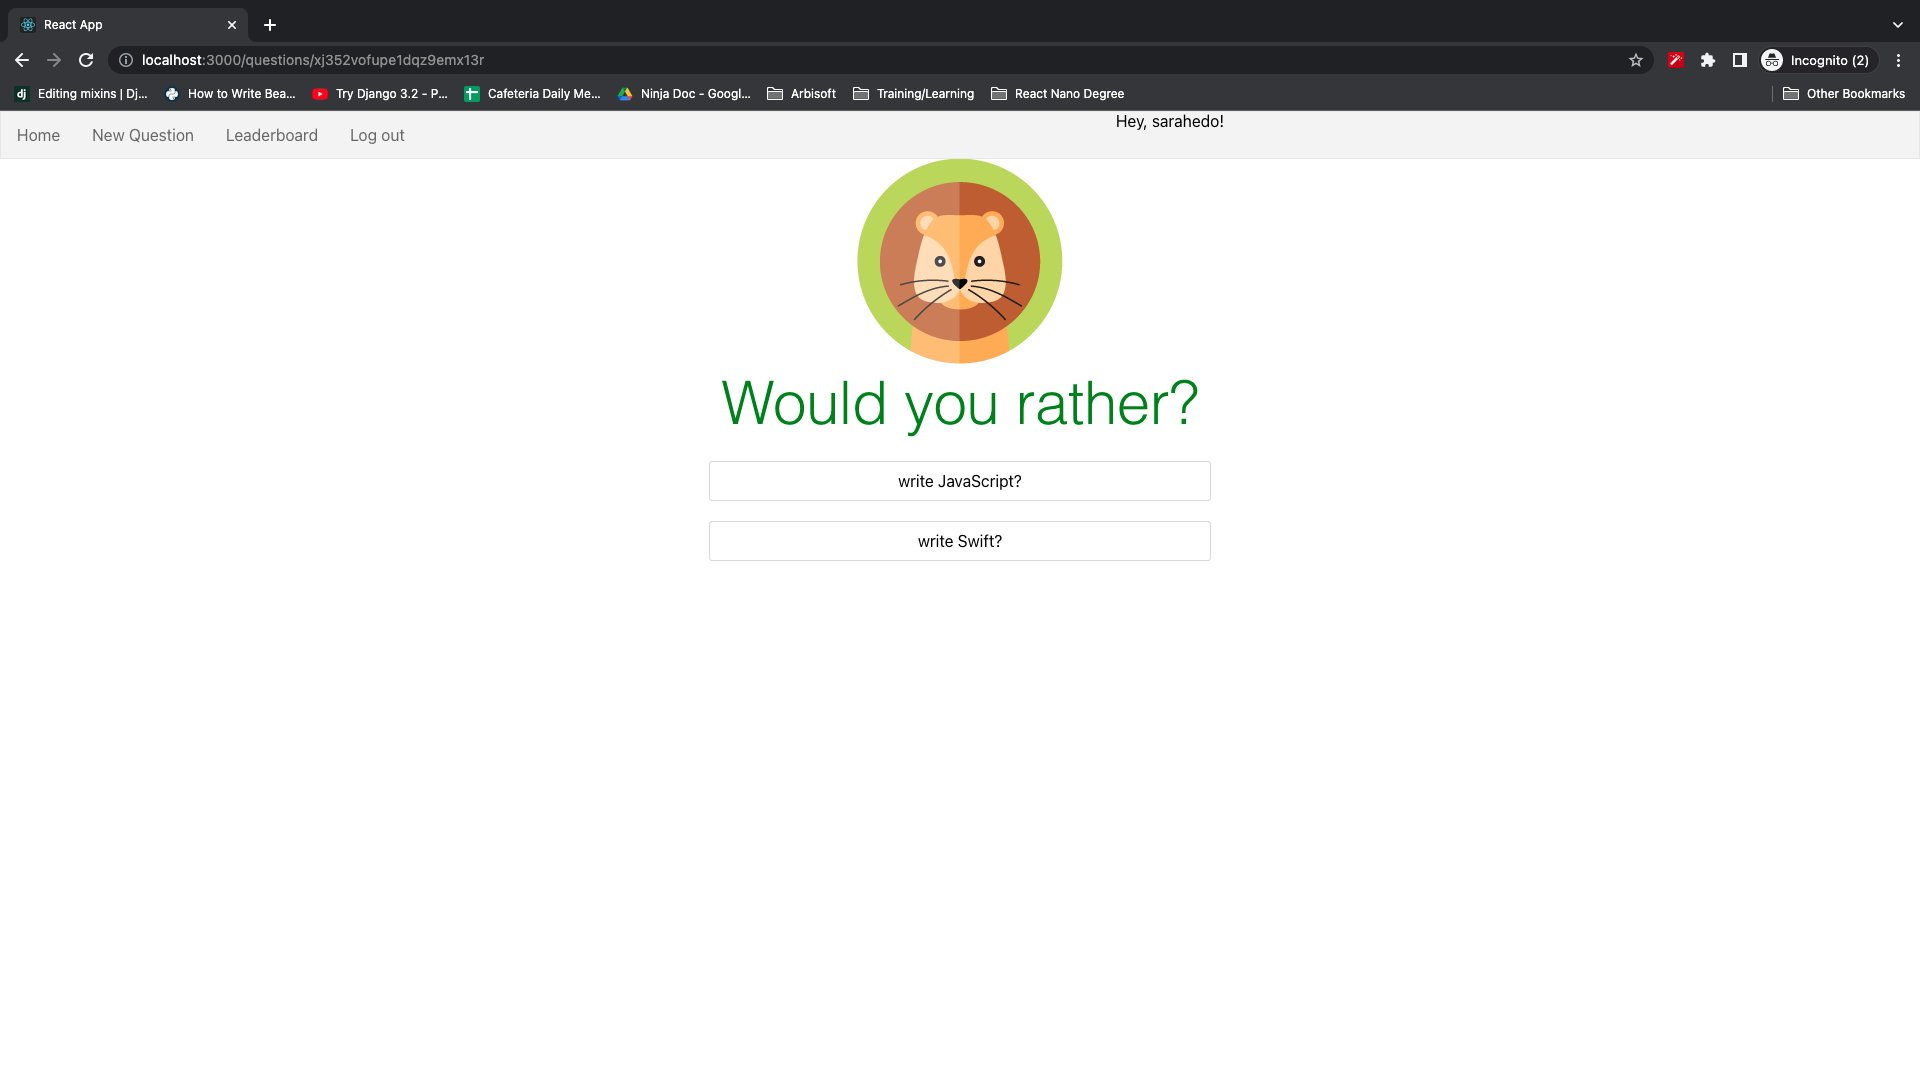 React App
localhost:3000/questions/xj352vofupe1dqz9emx13r
Incognito (2)
dj Editing mixins | Dj... How to Write Bea... Try Django 3.2 - P... Cafeteria Daily Me... Ninja Doc - Googl... Arbisoft Training/Learning React Nano Degree Other Bookmarks
Home New Question Leaderboard Log out Hey, sarahedo!
Would you rather?
write JavaScript?
write Swift?